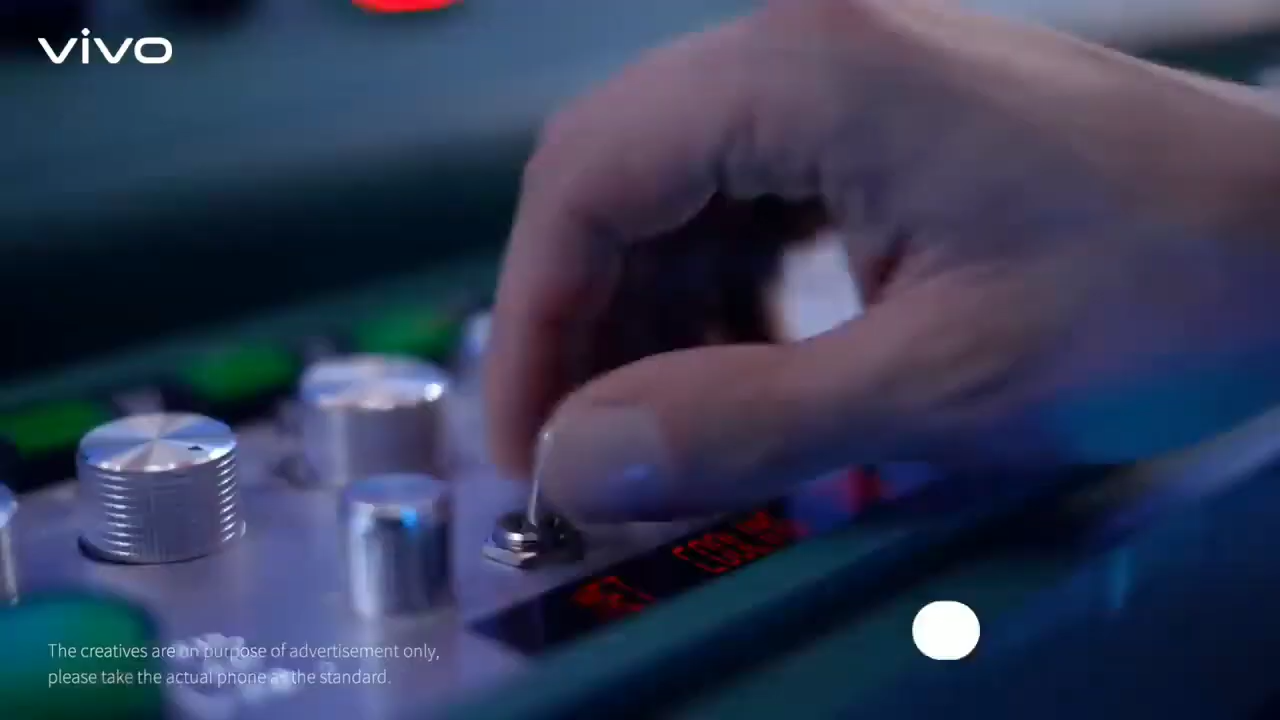 vivo
The creatives are on purpose of advertisement only,
please take the actual phone as the standard.